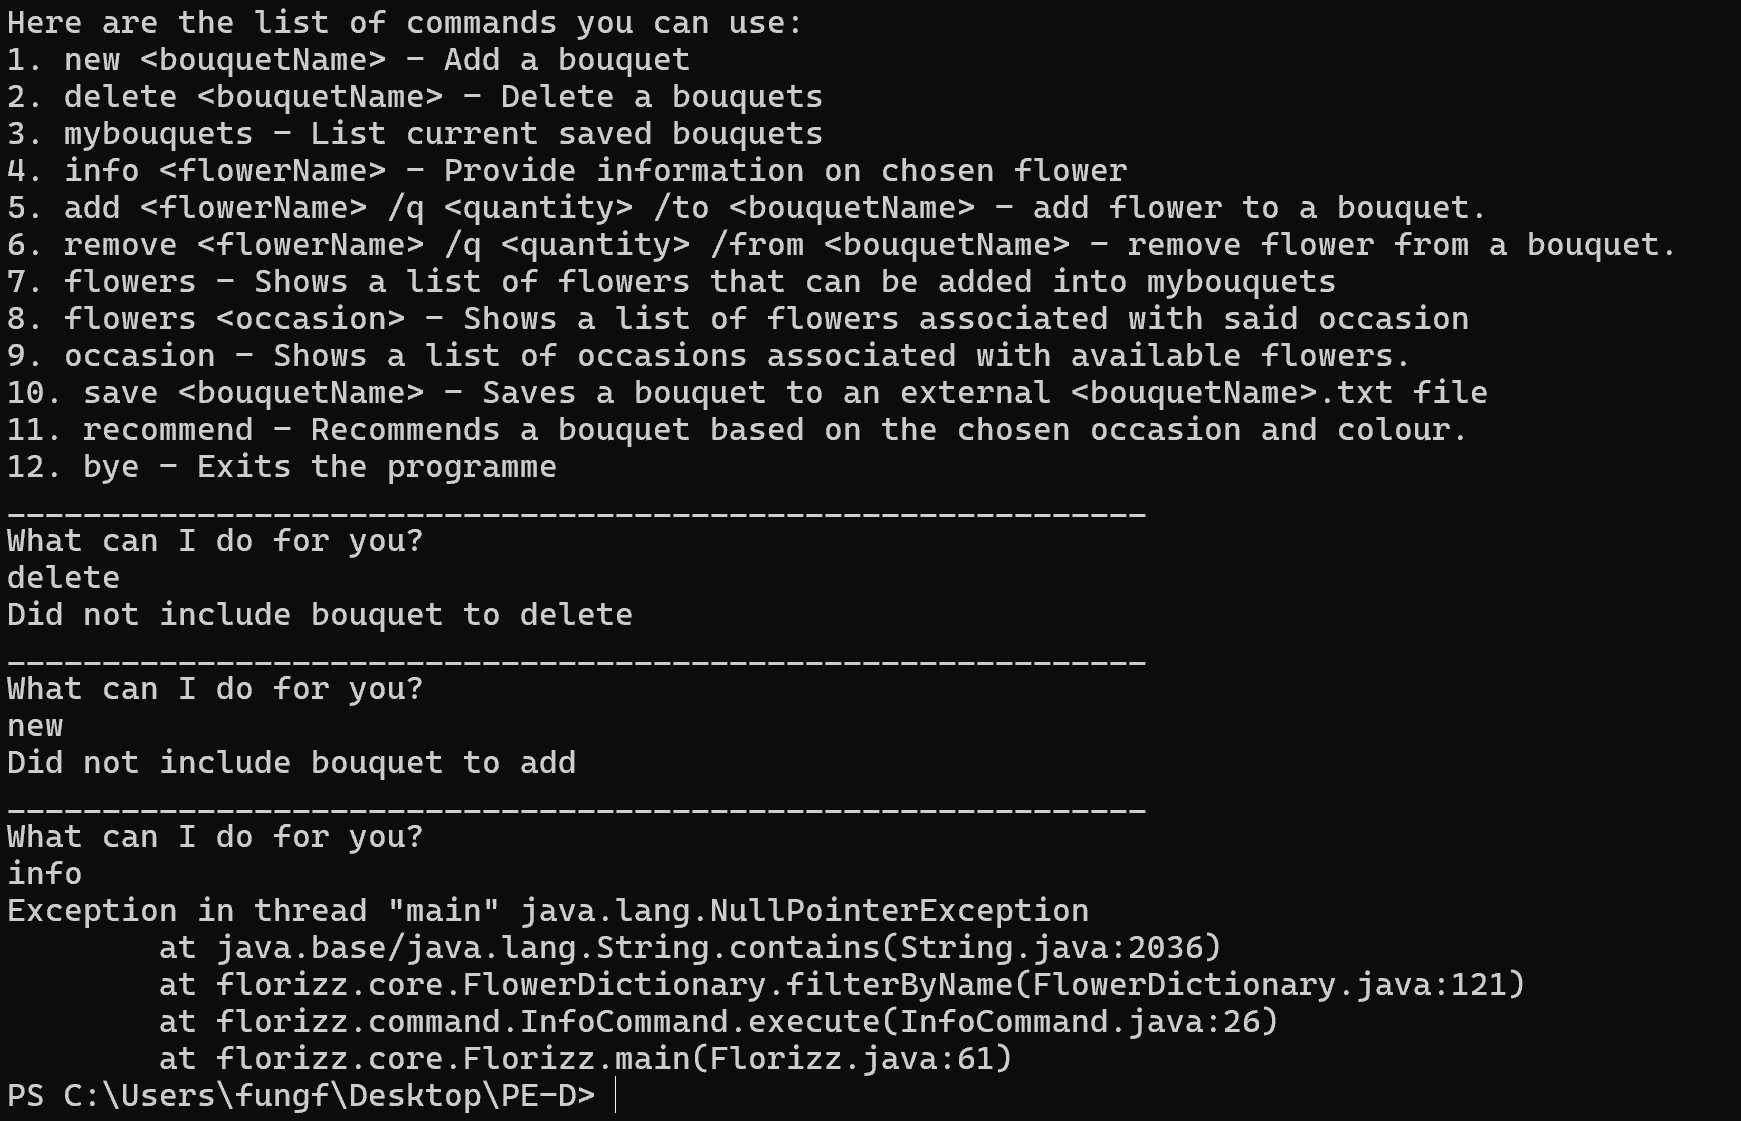 Here are the list of commands you can use:
1. new <bouquetName> - Add a bouquet
2. delete <bouquetName> - Delete a bouquets
3. mybouquets - List current saved bouquets
4. info <flowerName> - Provide information on chosen flower
5. add <flowerName> /q <quantity> /to <bouquetName> - add flower to a bouquet.
6. remove <flowerName> /q <quantity> /from <bouquetName> - remove flower from a bouquet.
7. flowers - Shows a list of flowers that can be added into mybouquets
8. flowers <occasion> - Shows a list of flowers associated with said occasion
9. occasion - Shows a list of occasions associated with available flowers.
10. save <bouquetName> - Saves a bouquet to an external <bouquetName>.txt file
11. recommend - Recommends a bouquet based on the chosen occasion and colour.
12. bye - Exits the programme
____________________________________________________________
What can I do for you?
delete
Did not include bouquet to delete
____________________________________________________________
What can I do for you?
new
Did not include bouquet to add
____________________________________________________________
What can I do for you?
info
Exception in thread "main" java.lang.NullPointerException
        at java.base/java.lang.String.contains(String.java:2036)
        at florizz.core.FlowerDictionary.filterByName(FlowerDictionary.java:121)
        at florizz.command.InfoCommand.execute(InfoCommand.java:26)
        at florizz.core.Florizz.main(Florizz.java:61)
PS C:\Users\fungf\Desktop\PE-D>